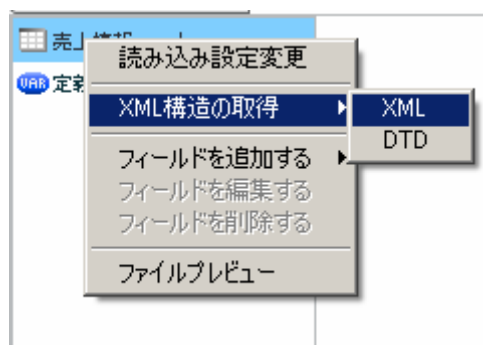 売上
読み込み設定変更
VAR 定義
XML構造の取得
XML
DTD
フィールドを追加する
フィールドを編集する
フィールドを削除する
ファイルプレビュー